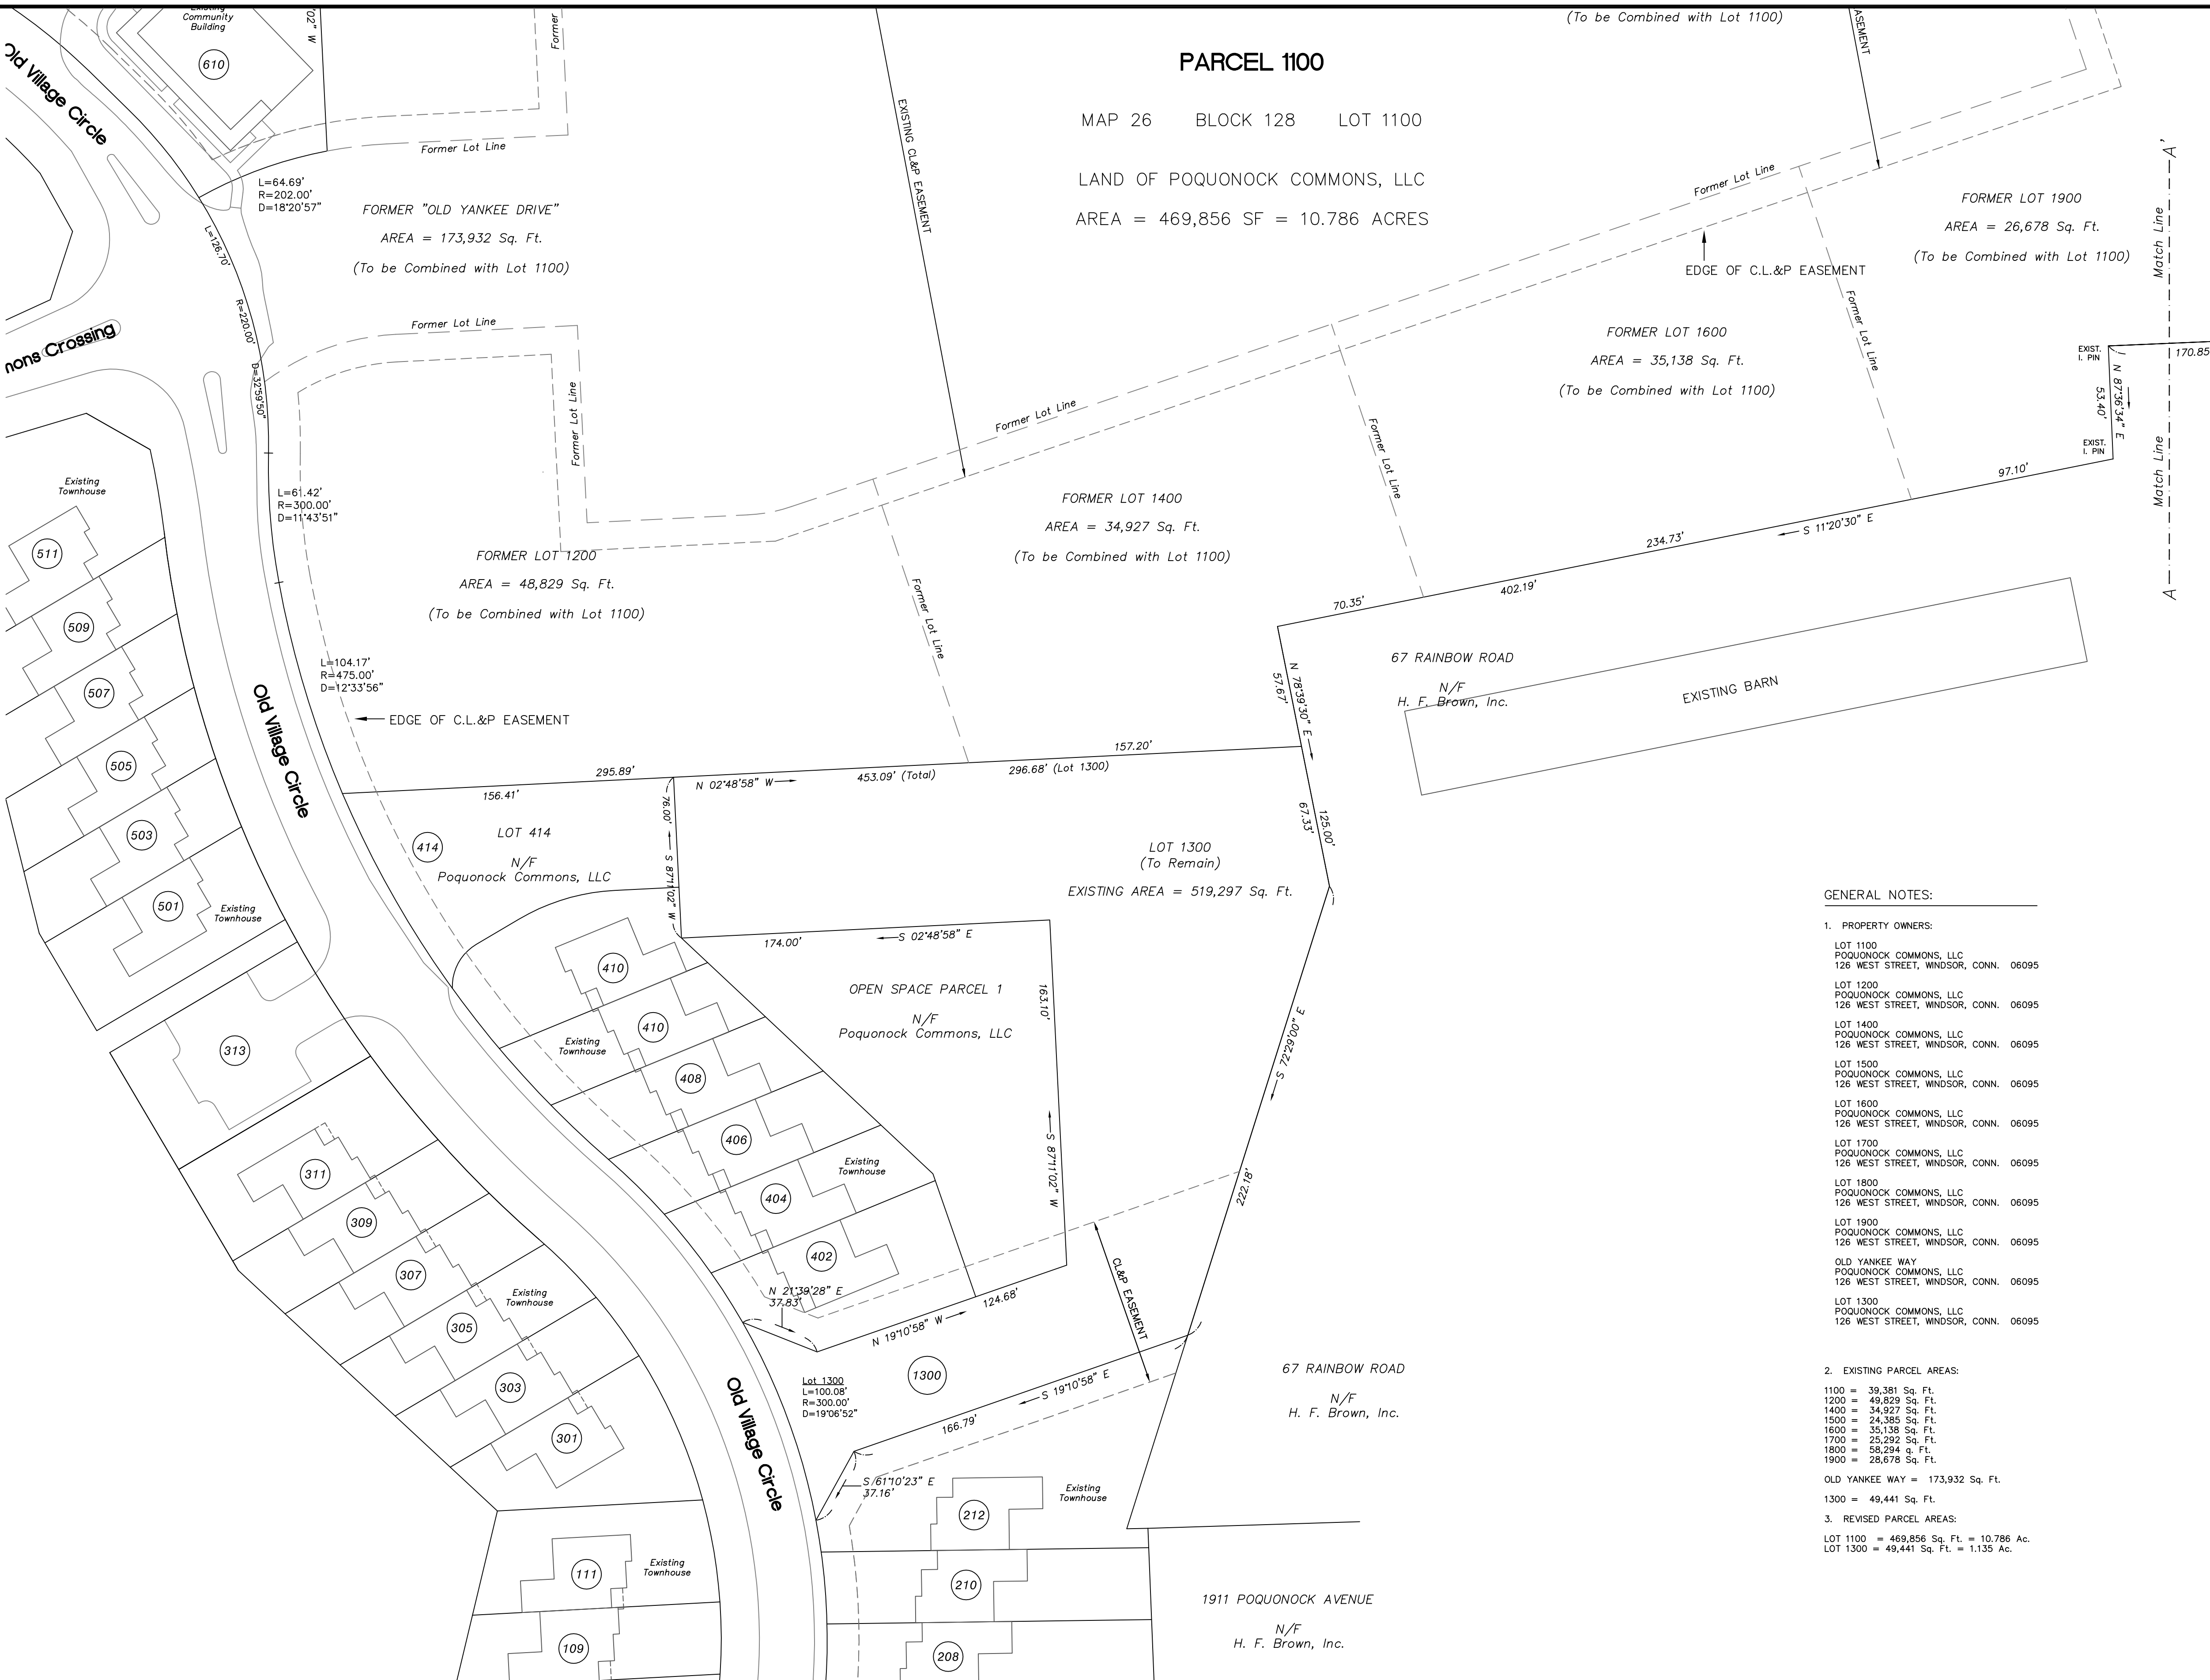 Existing
Community
Building
610
02" W
Former
Old Village Circle
(To be Combined with Lot 1100)
ASEMENT
PARCEL 1100
MAP 26 BLOCK 128 LOT 1100
LAND OF POQUONOCK COMMONS, LLC
AREA = 469,856 SF = 10.786 ACRES
EXISTING CL&P EASEMENT
Former Lot Line
L=64.69'
R=202.00'
D=18°20'57"
FORMER "OLD YANKEE DRIVE"
AREA = 173,932 Sq. Ft.
(To be Combined with Lot 1100)
L=126.70'
R=220.00'
D=32°59'50"
Former Lot Line
Former Lot Line
mons Crossing
Former Lot Line
Former Lot Line
EDGE OF C.L.&P EASEMENT
FORMER LOT 1900
AREA = 26,678 Sq. Ft.
(To be Combined with Lot 1100)
A'
Match Line
Match Line
A
Former Lot Line
FORMER LOT 1600
AREA = 35,138 Sq. Ft.
(To be Combined with Lot 1100)
EXIST.
I. PIN
170.85
N 87°36'34" E
53.40'
EXIST.
I. PIN
97.10'
S 11°20'30" E
234.73'
402.19'
70.35'
Former Lot Line
FORMER LOT 1400
AREA = 34,927 Sq. Ft.
(To be Combined with Lot 1100)
Former Lot Line
L=61.42'
R=300.00'
D=11°43'51"
FORMER LOT 1200
AREA = 48,829 Sq. Ft.
(To be Combined with Lot 1100)
L=104.17'
R=475.00'
D=12°33'56"
EDGE OF C.L.&P EASEMENT
Existing
Townhouse
511
509
507
505
503
501
Existing
Townhouse
Old Village Circle
67 RAINBOW ROAD
N/F
H. F. Brown, Inc.
EXISTING BARN
N 78°39'30" E
57.67'
157.20'
295.89'
N 02°48'58" W
453.09' (Total)
296.68' (Lot 1300)
156.41'
76.00'
S 87°11'02" W
67.33'
125.00'
LOT 414
N/F
Poquonock Commons, LLC
414
LOT 1300
(To Remain)
EXISTING AREA = 519,297 Sq. Ft.
174.00'
S 02°48'58" E
OPEN SPACE PARCEL 1
N/F
Poquonock Commons, LLC
163.10'
S 87°11'02" W
S 72°29'00" E
222.18'
410
410
Existing
Townhouse
408
406
404
402
Existing
Townhouse
313
311
309
307
305
303
301
Existing
Townhouse
N 21°39'28" E
37.83'
N 19°10'58" W
124.68'
CL&P EASEMENT
1300
Lot 1300
L=100.08'
R=300.00'
D=19°06'52"
S 19°10'58" E
166.79'
S 61°10'23" E
37.16'
Old Village Circle
67 RAINBOW ROAD
N/F
H. F. Brown, Inc.
212
Existing
Townhouse
210
208
111
Existing
Townhouse
109
1911 POQUONOCK AVENUE
N/F
H. F. Brown, Inc.
GENERAL NOTES:
1. PROPERTY OWNERS:
LOT 1100
POQUONOCK COMMONS, LLC
126 WEST STREET, WINDSOR, CONN. 06095
LOT 1200
POQUONOCK COMMONS, LLC
126 WEST STREET, WINDSOR, CONN. 06095
LOT 1400
POQUONOCK COMMONS, LLC
126 WEST STREET, WINDSOR, CONN. 06095
LOT 1500
POQUONOCK COMMONS, LLC
126 WEST STREET, WINDSOR, CONN. 06095
LOT 1600
POQUONOCK COMMONS, LLC
126 WEST STREET, WINDSOR, CONN. 06095
LOT 1700
POQUONOCK COMMONS, LLC
126 WEST STREET, WINDSOR, CONN. 06095
LOT 1800
POQUONOCK COMMONS, LLC
126 WEST STREET, WINDSOR, CONN. 06095
LOT 1900
POQUONOCK COMMONS, LLC
126 WEST STREET, WINDSOR, CONN. 06095
OLD YANKEE WAY
POQUONOCK COMMONS, LLC
126 WEST STREET, WINDSOR, CONN. 06095
LOT 1300
POQUONOCK COMMONS, LLC
126 WEST STREET, WINDSOR, CONN. 06095
2. EXISTING PARCEL AREAS:
1100 = 39,381 Sq. Ft.
1200 = 49,829 Sq. Ft.
1400 = 34,927 Sq. Ft.
1500 = 24,385 Sq. Ft.
1600 = 35,138 Sq. Ft.
1700 = 25,292 Sq. Ft.
1800 = 58,294 q. Ft.
1900 = 28,678 Sq. Ft.
OLD YANKEE WAY = 173,932 Sq. Ft.
1300 = 49,441 Sq. Ft.
3. REVISED PARCEL AREAS:
LOT 1100 = 469,856 Sq. Ft. = 10.786 Ac.
LOT 1300 = 49,441 Sq. Ft. = 1.135 Ac.